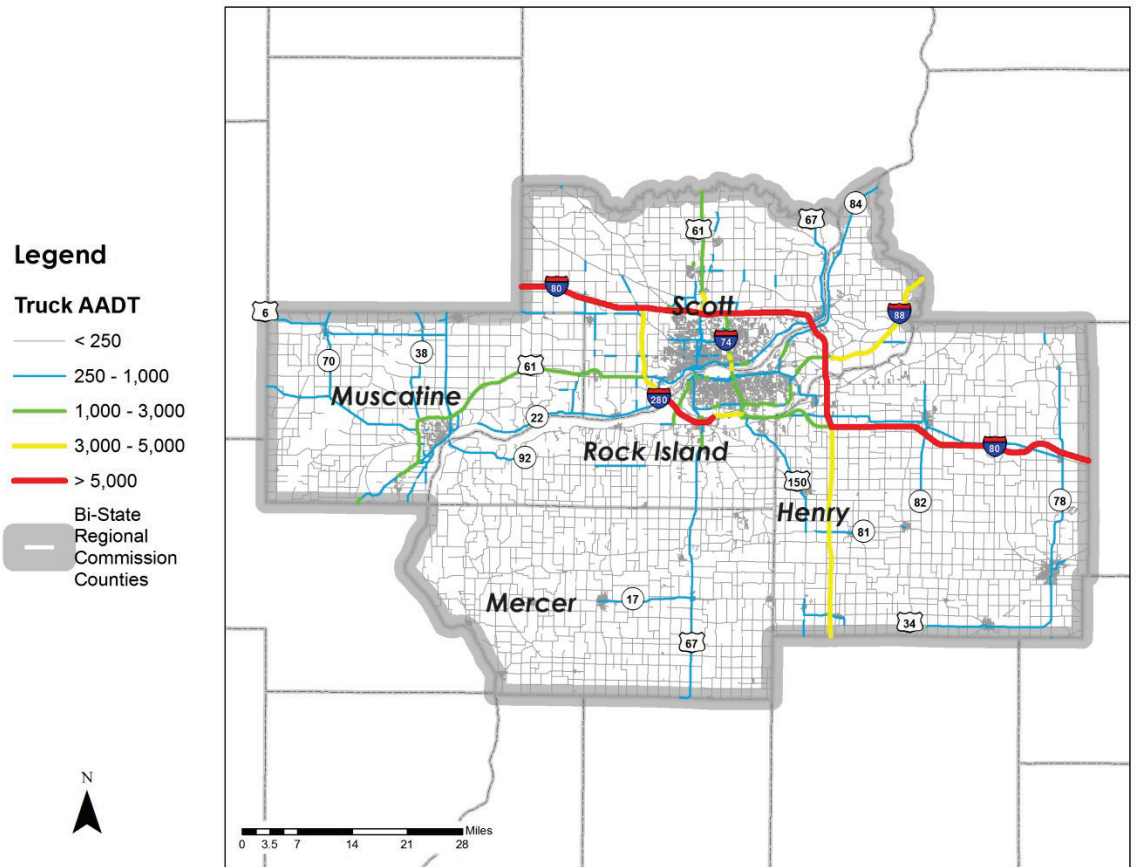 Legend
Truck AADT
< 250
250 - 1,000
1,000 - 3,000
3,000 - 5,000
> 5,000
Bi-State
Regional
Commission
Counties
N
0 3.5 7 14 21 28 Miles
84
67
61
80
6
Scott
88
74
70
38
61
Muscatine
280
22
Rock Island
92
80
150
82
78
Henry
81
Mercer
17
34
67